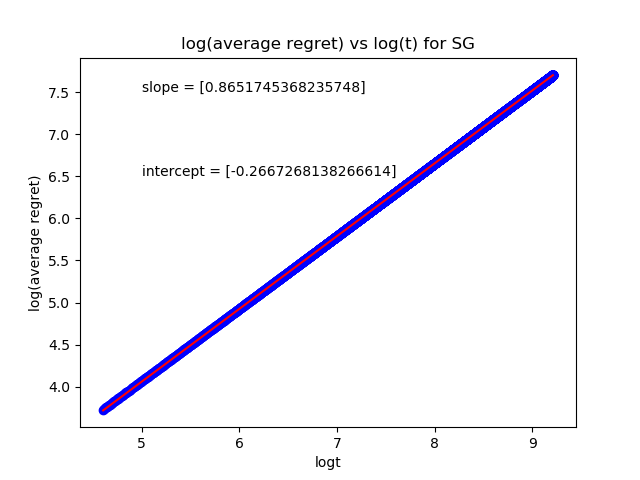 log(average regret) vs log(t) for SG
slope = [0.8651745368235748]
intercept = [-0.2667268138266614]
log(average regret)
7.5
7.0
6.5
6.0
5.5
5.0
4.5
4.0
5 6 7 8 9
logt